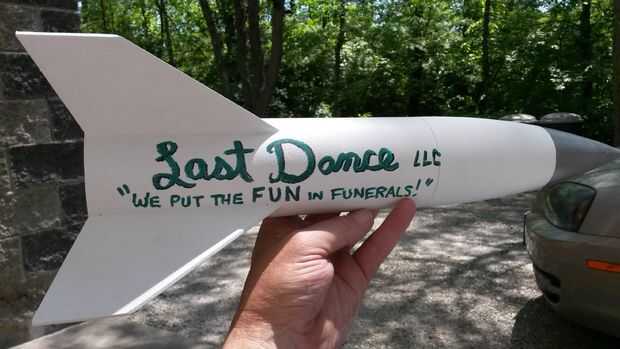 Last Dance LLC
"We put the FUN in FUNERALS!"